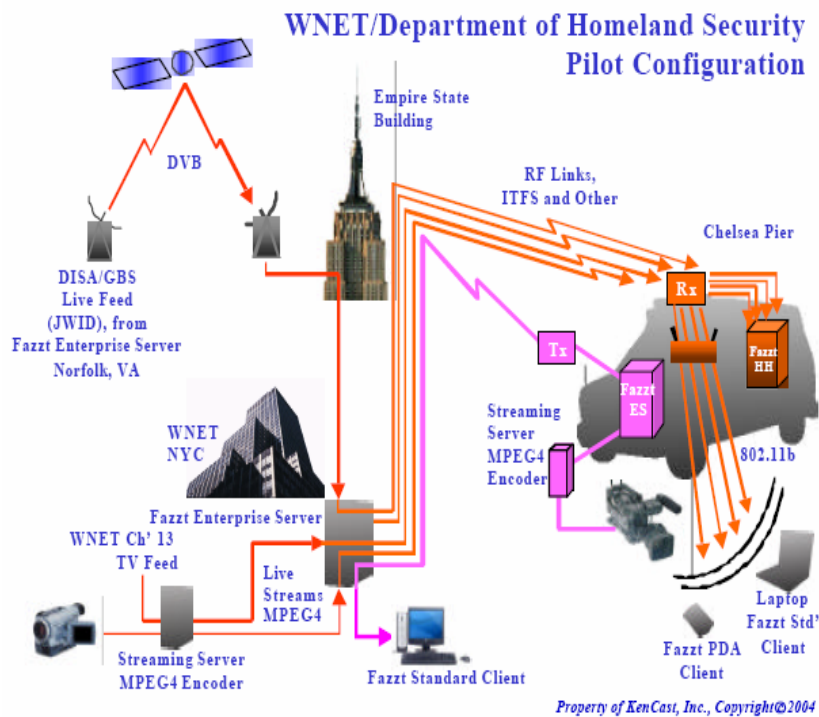 WNET/Department of Homeland Security
Pilot Configuration
Empire State
Building
DVB
RF Links,
ITFS and Other
Chelsea Pier
DISA/GBS
Live Feed
(JWID), from
Fazzt Enterprise Server
Norfolk, VA
Rx
Tx
Fazzt
HH
Fazzt
ES
WNET
NYC
Streaming
Server
MPEG4
Encoder
802.11b
Fazzt Enterprise Server
WNET Ch' 13
TV Feed
Live
Streams
MPEG4
Streaming Server
MPEG4 Encoder
Fazzt Standard Client
Fazzt PDA
Client
Laptop
Fazzt Std'
Client
Property of KenCast, Inc., Copyright©2004